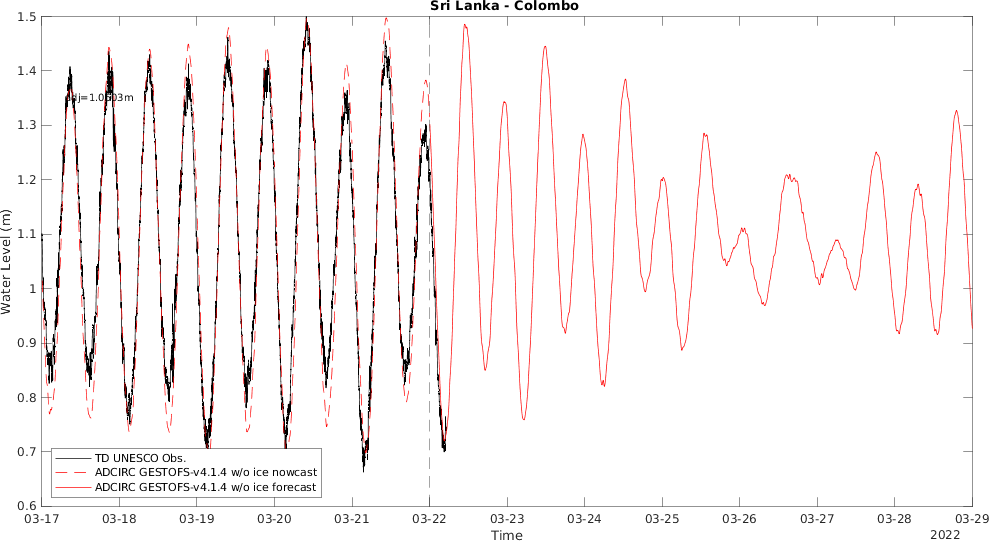 Sri Lanka - Colombo
Water Level (m)
1.5
1.4
1.3
1.2
1.1
1
0.9
0.8
0.7
0.6
TD UNESCO Obs.
ADCIRC GESTOFS-v4.1.4 w/o ice nowcast
ADCIRC GESTOFS-v4.1.4 w/o ice forecast
03-17 03-18 03-19 03-20 03-21 03-22 03-23 03-24 03-25 03-26 03-27 03-28 03-29
Time
2022